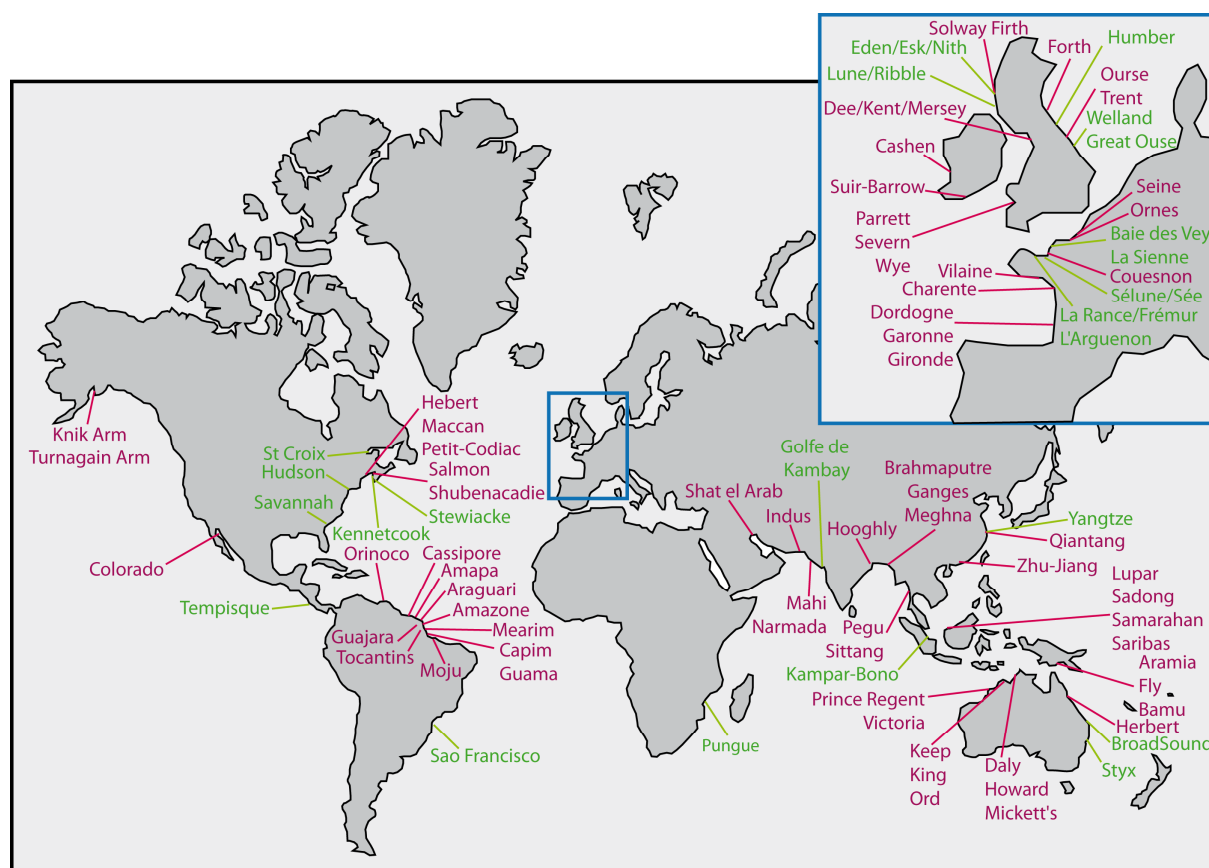 Solway Firth
Eden/Esk/Nith
Lune/Ribble
Dee/Kent/Mersey
Cashen
Suir-Barrow
Parrett
Severn
Wye
Vilaine
Charente
Dordogne
Garonne
Gironde
Humber
Forth
Ourse
Trent
Welland
Great Ouse
Seine
Ornes
Baie des Vey
La Sienne
Couesnon
Sélune/Sée
La Rance/Frémur
L'Arguenon
Knik Arm
Turnagain Arm
Hebert
Maccan
Petit-Codiac
Salmon
Shubenacadie
Stewiacke
St Croix
Hudson
Savannah
Kennetcook
Colorado
Tempisque
Orinoco
Cassipore
Amapa
Araguari
Amazone
Mearim
Capim
Guama
Guajara
Tocantins
Moju
Sao Francisco
Pungue
Shat el Arab
Indus
Golfe de
Kambay
Mahi
Narmada
Hooghly
Brahmaputre
Ganges
Meghna
Pegu
Sittang
Kampar-Bono
Yangtze
Qiantang
Zhu-Jiang
Lupar
Sadong
Samarahan
Saribas
Aramia
Fly
Bamu
Herbert
BroadSound
Styx
Prince Regent
Victoria
Keep
King
Ord
Daly
Howard
Mickett's